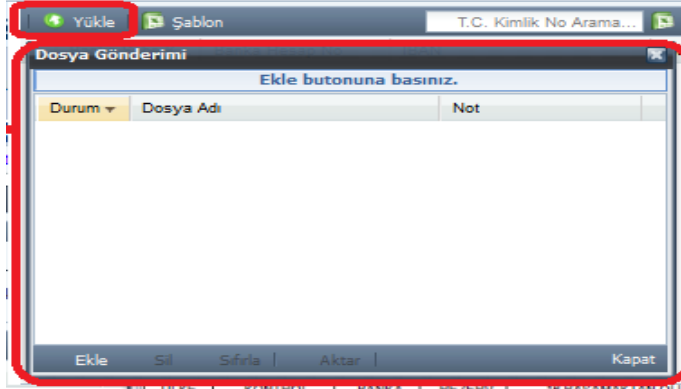 Yükle Şablon T.C. Kimlik No Arama...
Dosya Gönderimi
Ekle butonuna basınız.
Durum Dosya Adı Not
Ekle Sil Sıfırla Aktar Kapat